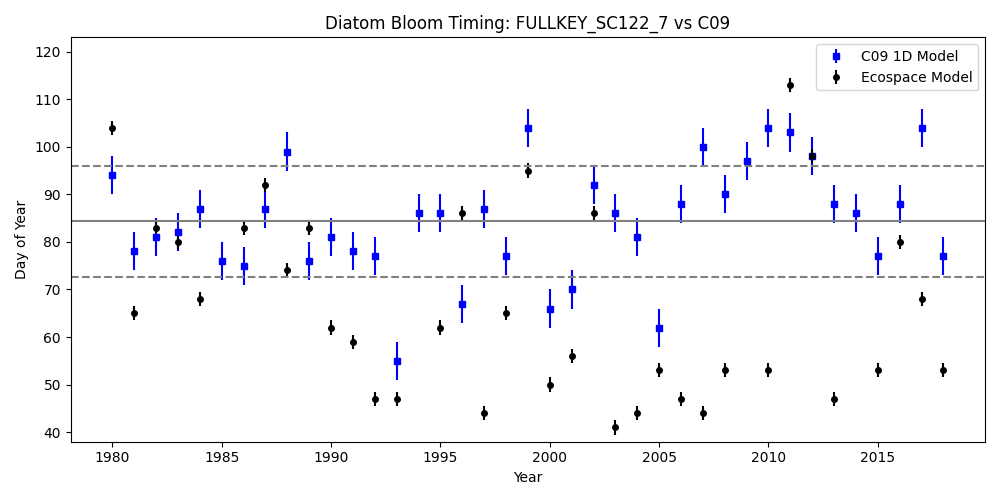 Diatom Bloom Timing: FULLKEY_SC122_7 vs C09
C09 1D Model
Ecospace Model
Day of Year
120
110
100
90
80
70
60
50
40
1980 1985 1990 1995 2000 2005 2010 2015
Year